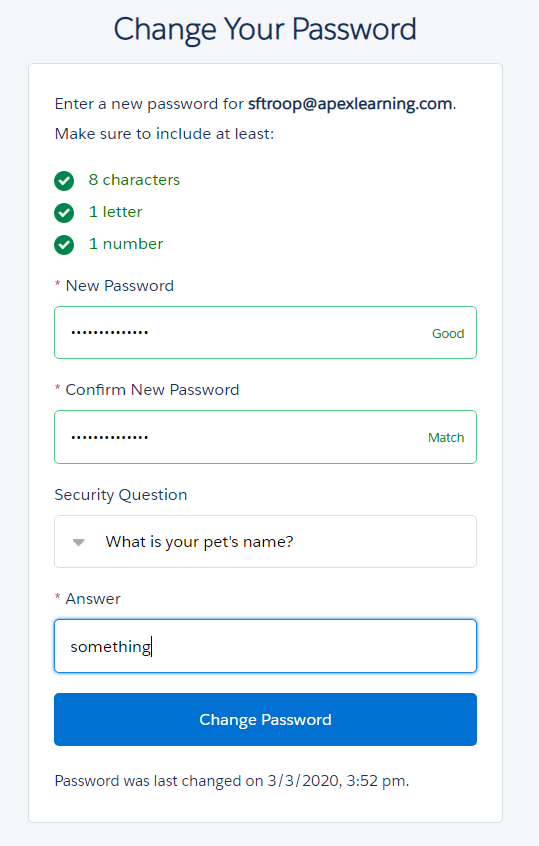 Change Your Password
Enter a new password for sftroop@apexlearning.com.
Make sure to include at least:
8 characters
1 letter
1 number
* New Password
•••••••••••••• Good
* Confirm New Password
•••••••••••••• Match
Security Question
What is your pet's name?
* Answer
something
Change Password
Password was last changed on 3/3/2020, 3:52 pm.